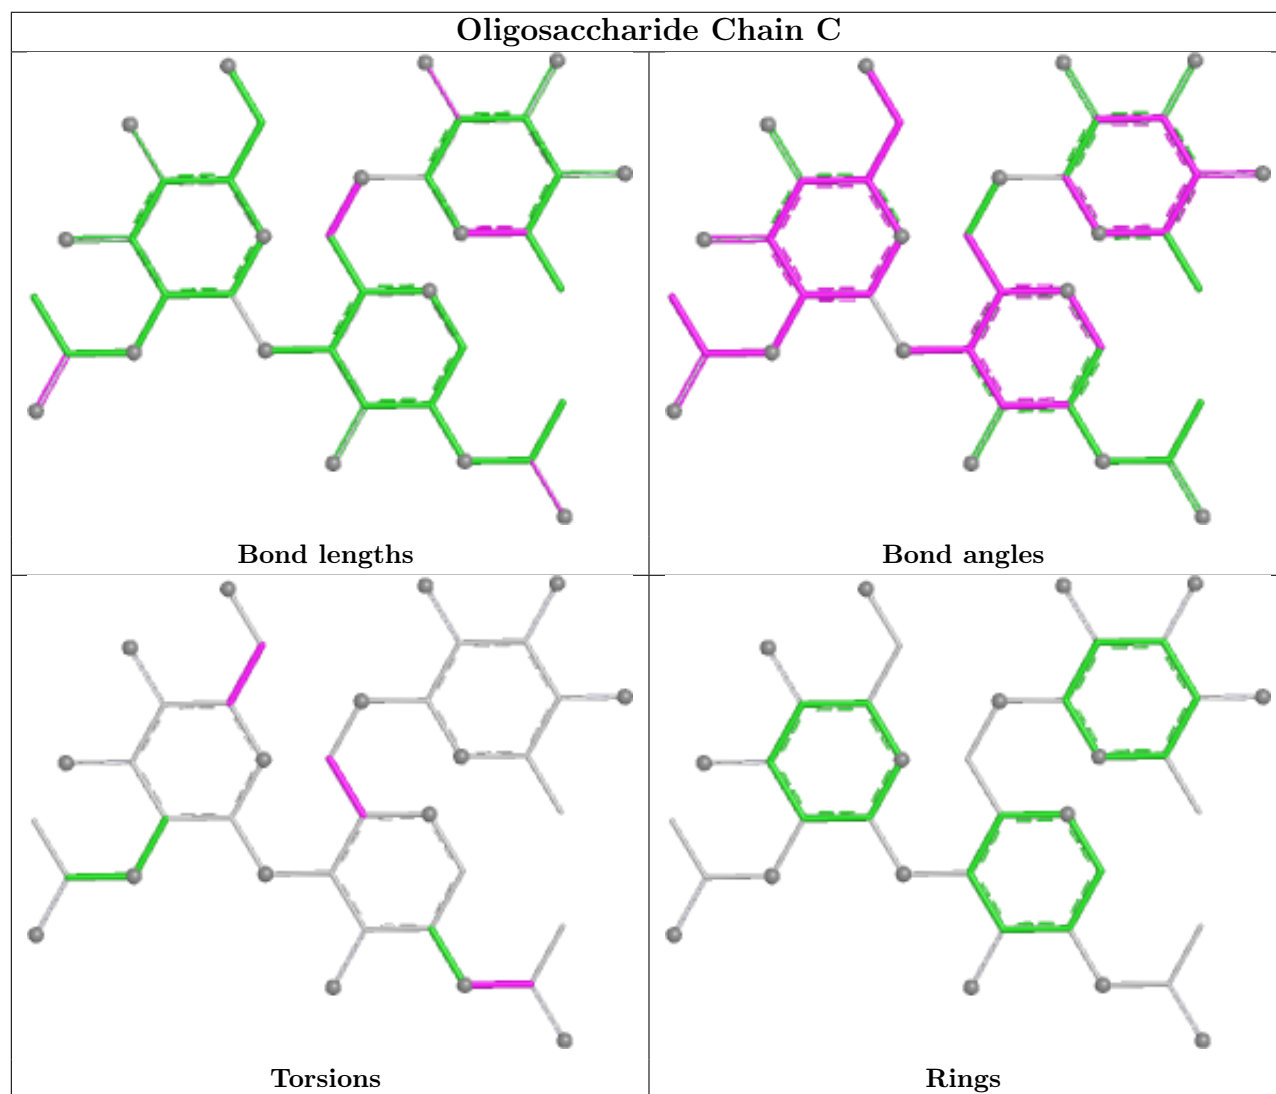 Oligosaccharide Chain C
Bond lengths
Bond angles
Torsions
Rings